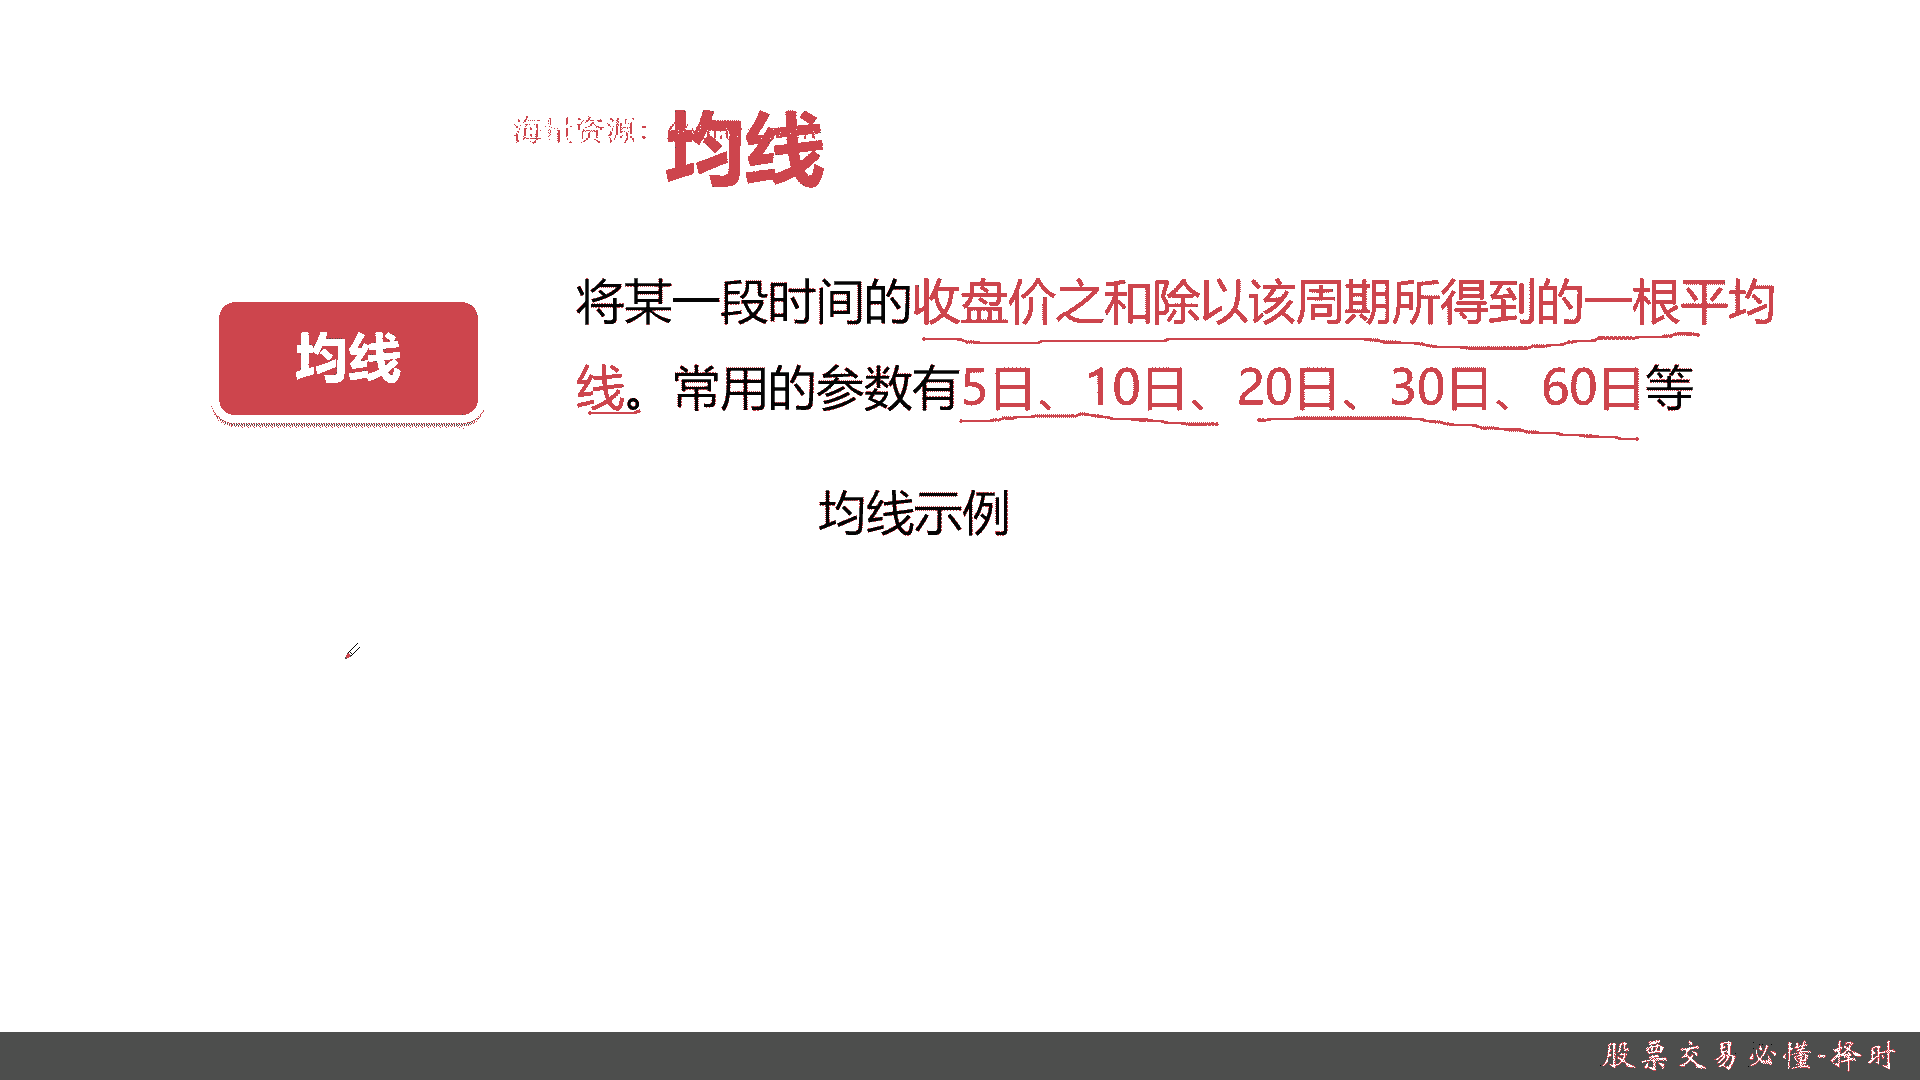 海量资源：
均线
均线
将某一段时间的收盘价之和除以该周期所得到的一根平均
线。常用的参数有5日、10日、20日、30日、60日等
均线示例
股票交易必懂-择时